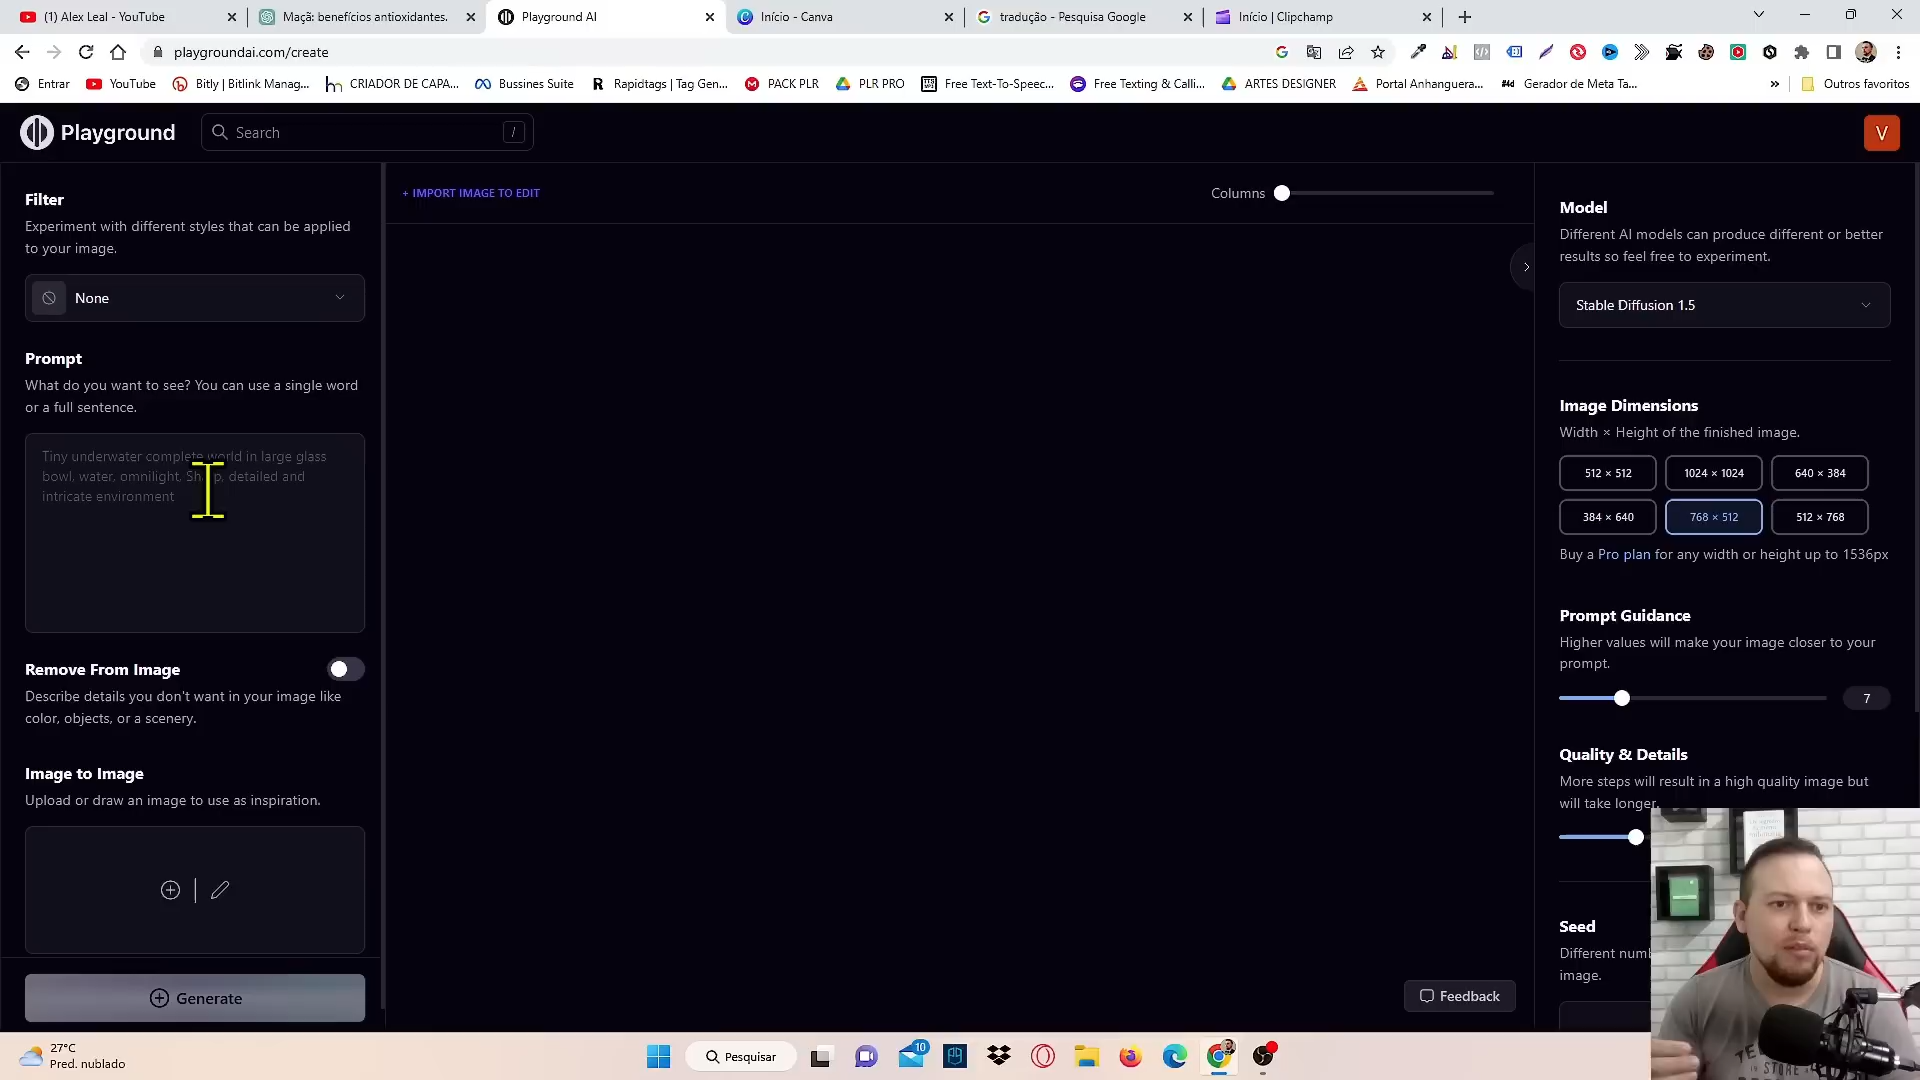 (1) Alex Leal - YouTube
Maçã: benefícios antioxidantes.
Playground AI
Início - Canva
tradução - Pesquisa Google
Início | Clipchamp
playgroundai.com/create
Entrar
YouTube
Bitly | Bitlink Manag...
CRIADOR DE CAPA...
Bussines Suite
Rapidtags | Tag Gen...
PACK PLR
PLR PRO
Free Text-To-Speec...
Free Texting & Calli...
ARTES DESIGNER
Portal Anhanguera...
Gerador de Meta Ta...
Outros favoritos
Playground
Search
/
V
Filter
Experiment with different styles that can be applied
to your image.
None
Prompt
What do you want to see? You can use a single word
or a full sentence.
Tiny underwater complete world in large glass
bowl, water, omnilight. Sharp, detailed and
intricate environment
Remove From Image
Describe details you don't want in your image like
color, objects, or a scenery.
Image to Image
Upload or draw an image to use as inspiration.
Generate
+ IMPORT IMAGE TO EDIT
Columns
Feedback
Model
Different AI models can produce different or better
results so feel free to experiment.
Stable Diffusion 1.5
Image Dimensions
Width × Height of the finished image.
512 × 512
1024 × 1024
640 × 384
384 × 640
768 × 512
512 × 768
Buy a Pro plan for any width or height up to 1536px
Prompt Guidance
Higher values will make your image closer to your
prompt.
7
Quality & Details
More steps will result in a high quality image but
will take longer.
Seed
Different num
image.
27°C
Pred. nublado
Pesquisar
10